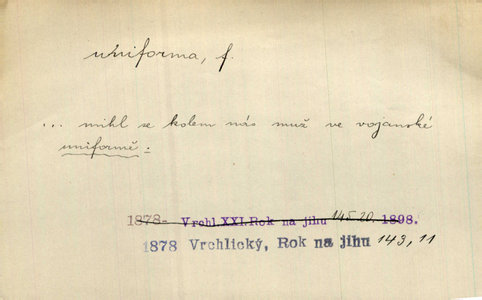 uniforma, f.
... mihl se kolem nás muž ve vojanské
uniformě:
1878- Vrchl.XXI.Rok na jihu 145.20. 1898.
1878 Vrchlický, Rok na jihu 143, 11